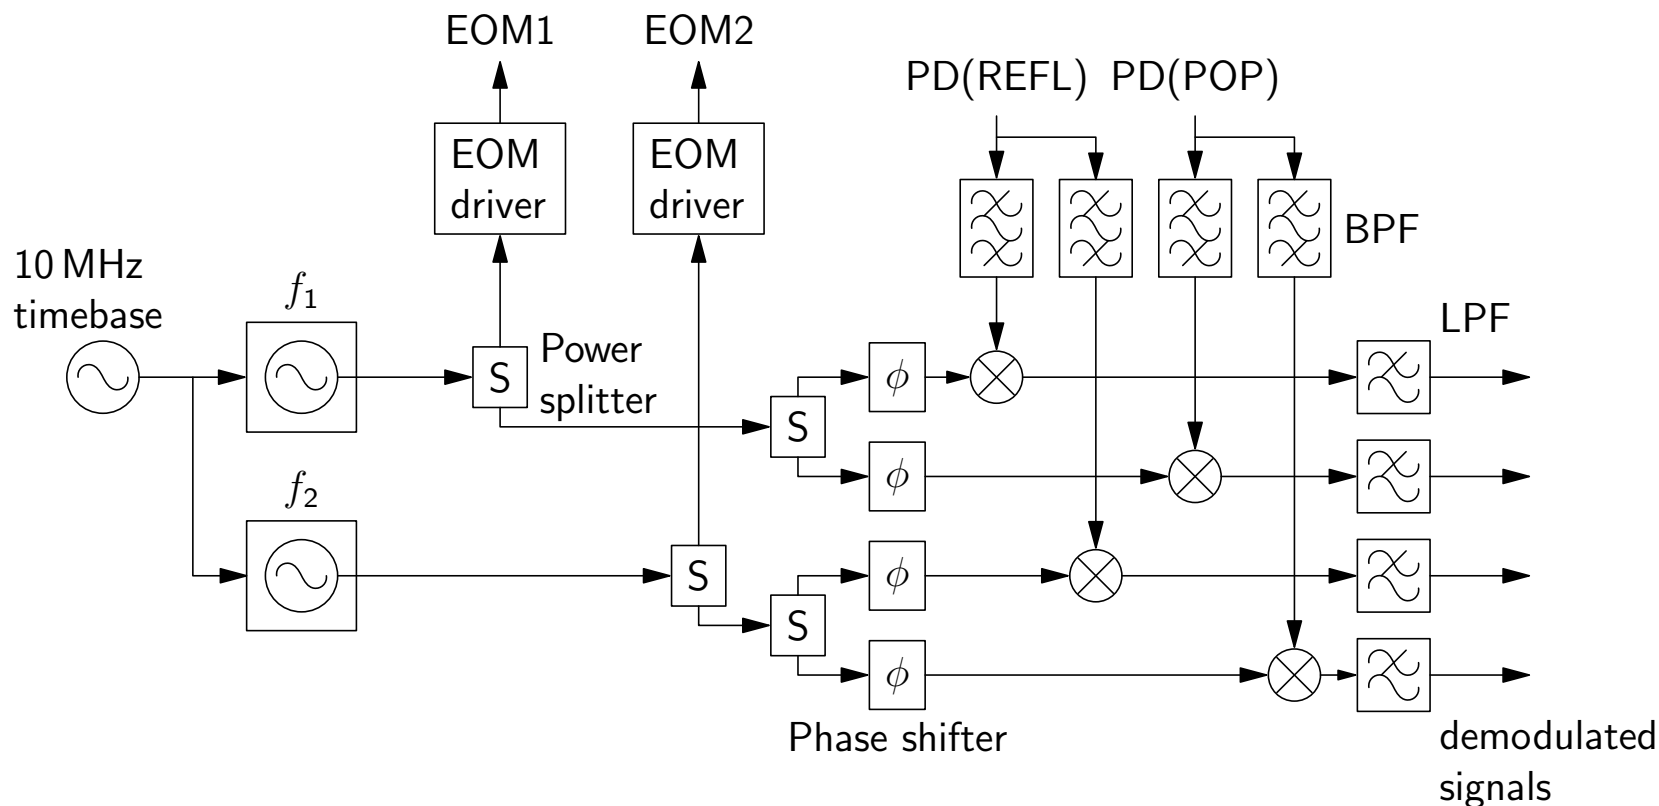 EOM1
EOM2
PD(REFL)
PD(POP)
EOM
driver
EOM
driver
BPF
10 MHz
timebase
f1
LPF
S
Power
splitter
ϕ
S
ϕ
f2
S
ϕ
S
ϕ
Phase shifter
demodulated
signals